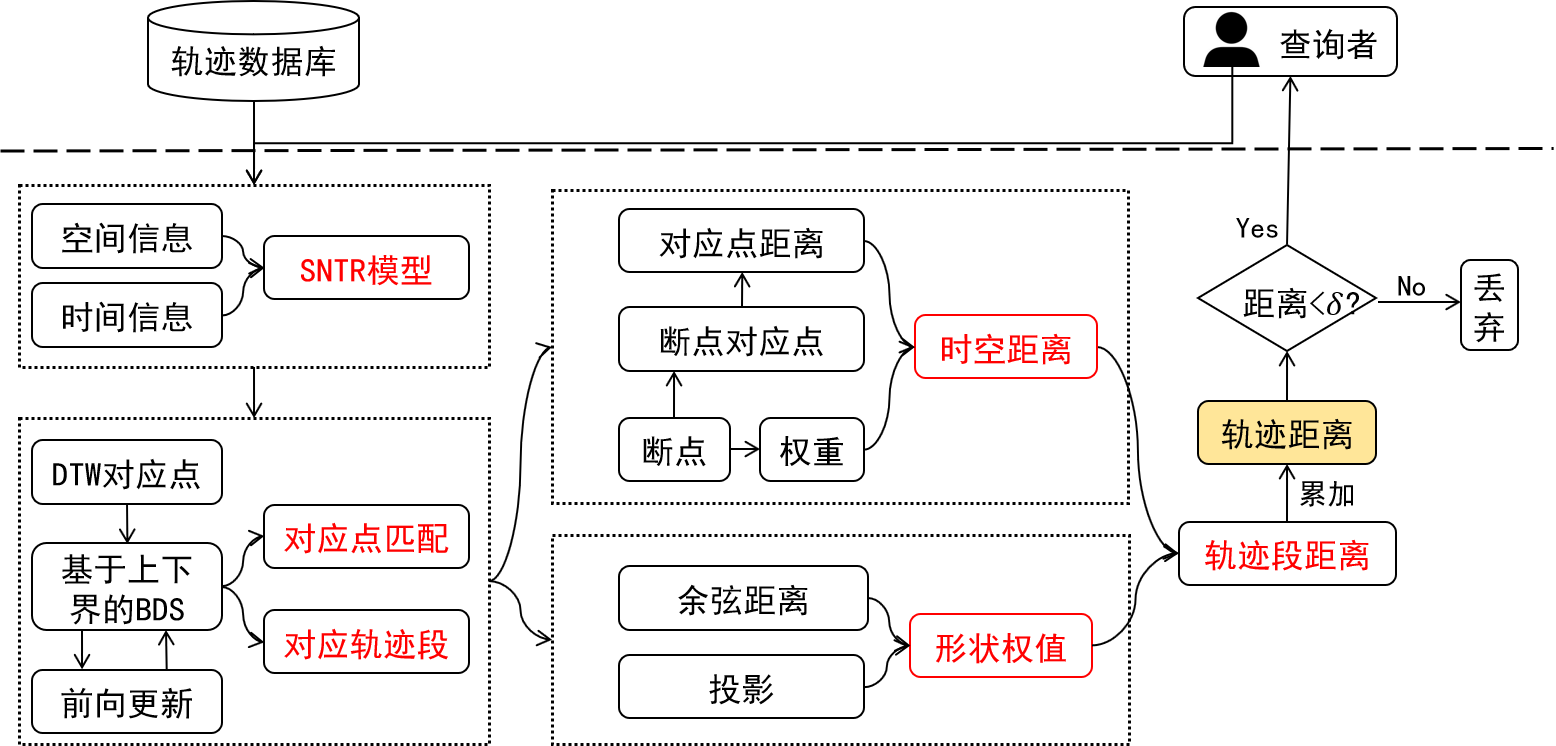 轨迹数据库
查询者
空间信息
时间信息
SNTR模型
DTW对应点
基于上下
界的BDS
前向更新
对应点匹配
对应轨迹段
对应点距离
断点对应点
断点
权重
时空距离
余弦距离
投影
形状权值
Yes
距离<δ?
No
丢
弃
轨迹距离
累加
轨迹段距离